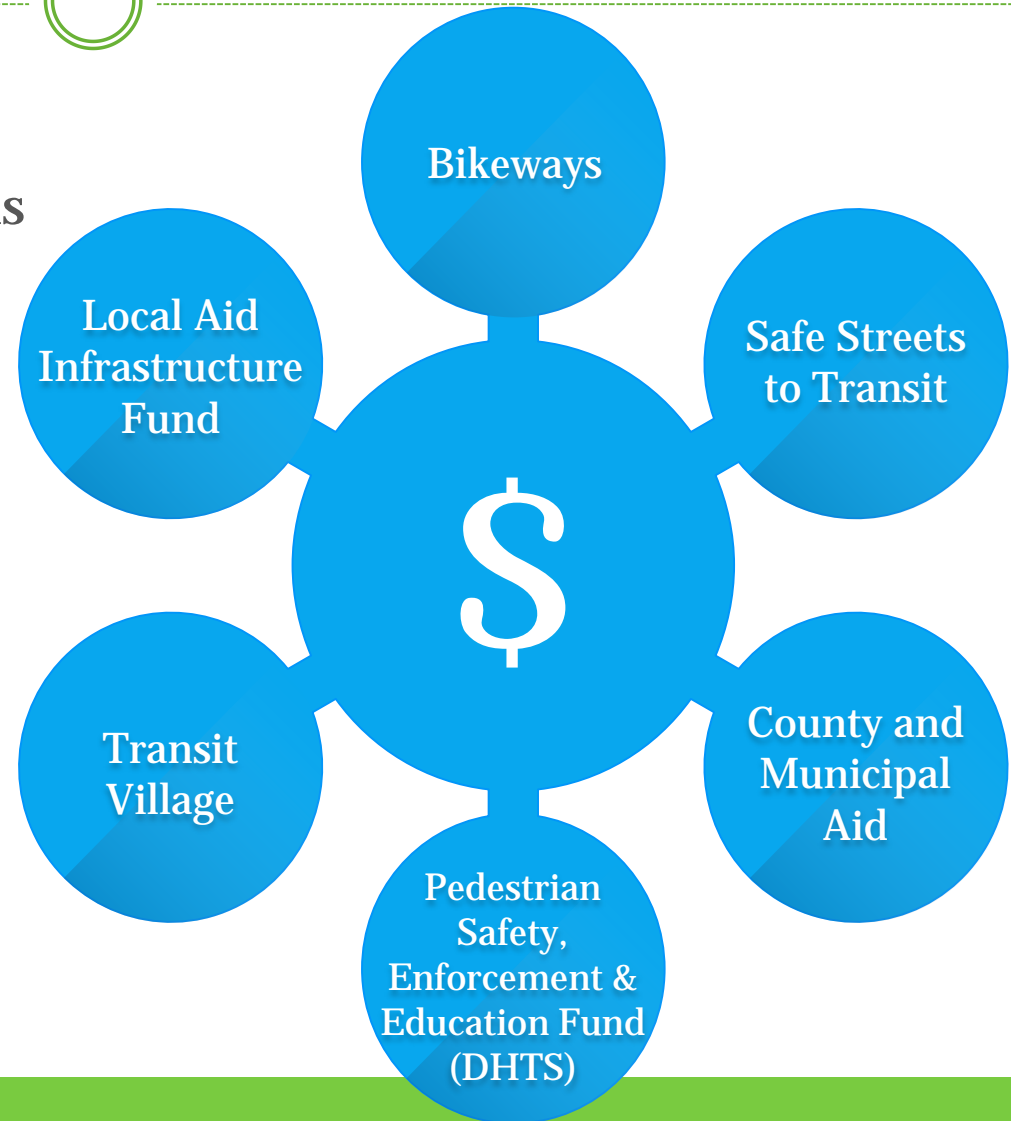 Bikeways
Safe Streets
to Transit
County and
Municipal
Aid
Pedestrian
Safety,
Enforcement &
Education Fund
(DHTS)
Transit
Village
Local Aid
Infrastructure
Fund
$